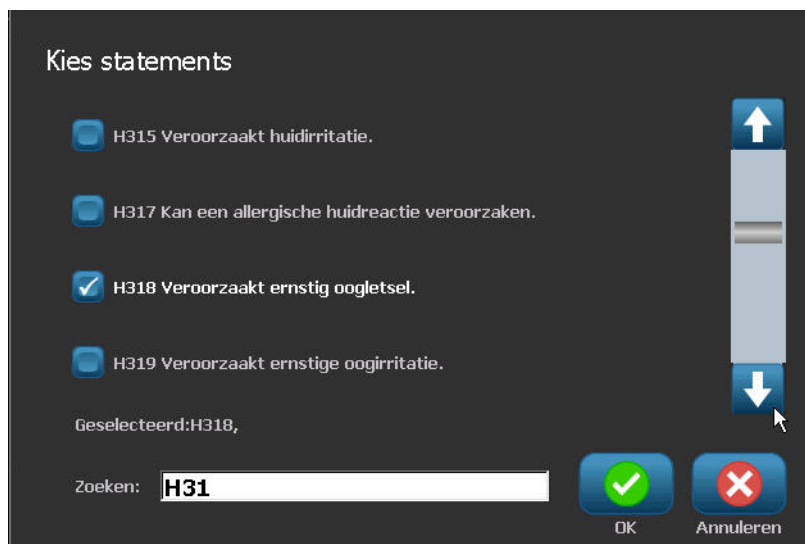 Kies statements
H315 Veroorzaakt huidirritatie.
H317 Kan een allergische huidreactie veroorzaken.
H318 Veroorzaakt ernstig oogletsel.
H319 Veroorzaakt ernstige oogirritatie.
Geselecteerd:H318,
Zoeken: H31
OK Annuleren